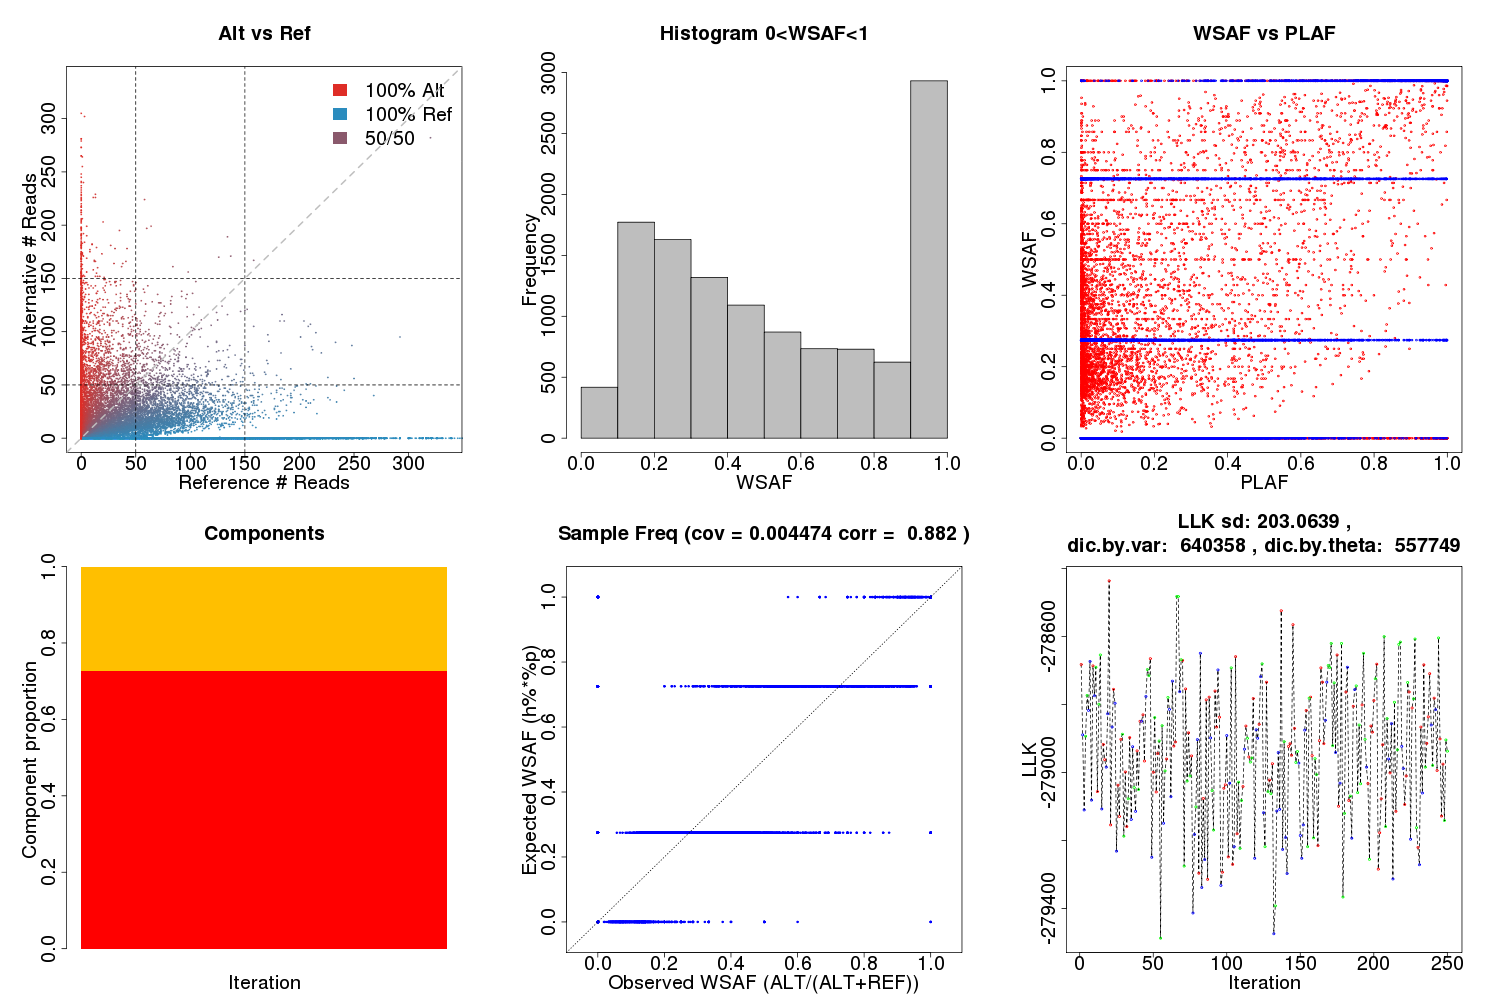 Alt vs Ref
100% Alt
100% Ref
50/50
Alternative # Reads
0 50 100 150 200 250 300
0 50 100 150 200 250 300
Reference # Reads
Histogram 0<WSAF<1
Frequency
0 500 1000 1500 2000 2500 3000
0.0 0.2 0.4 0.6 0.8 1.0
WSAF
WSAF vs PLAF
WSAF
0.0 0.2 0.4 0.6 0.8 1.0
0.0 0.2 0.4 0.6 0.8 1.0
PLAF
Components
Component proportion
0.0 0.2 0.4 0.6 0.8 1.0
Iteration
Sample Freq (cov = 0.004474 corr = 0.882 )
Expected WSAF (h%*%p)
0.0 0.2 0.4 0.6 0.8 1.0
0.0 0.2 0.4 0.6 0.8 1.0
Observed WSAF (ALT/(ALT+REF))
LLK sd: 203.0639 ,
dic.by.var: 640358 , dic.by.theta: 557749
LLK
-279400 -279000 -278600
0 50 100 150 200 250
Iteration